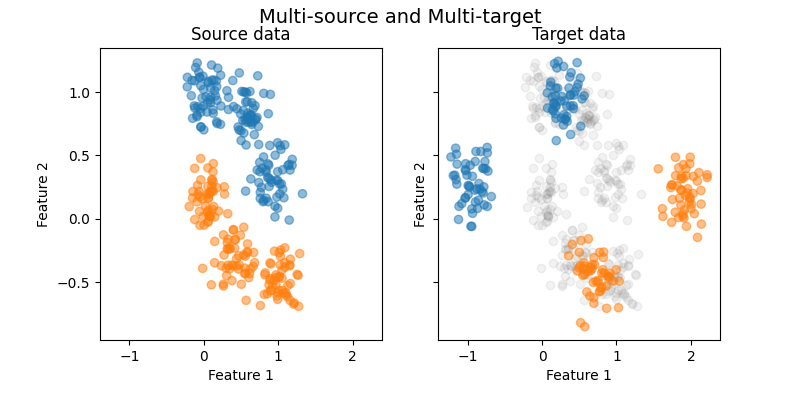 Multi-source and Multi-target
Source data
Target data
1.0
0.5
0.0
−0.5
Feature 2
−1
0
1
2
Feature 1
Feature 2
−1
0
1
2
Feature 1